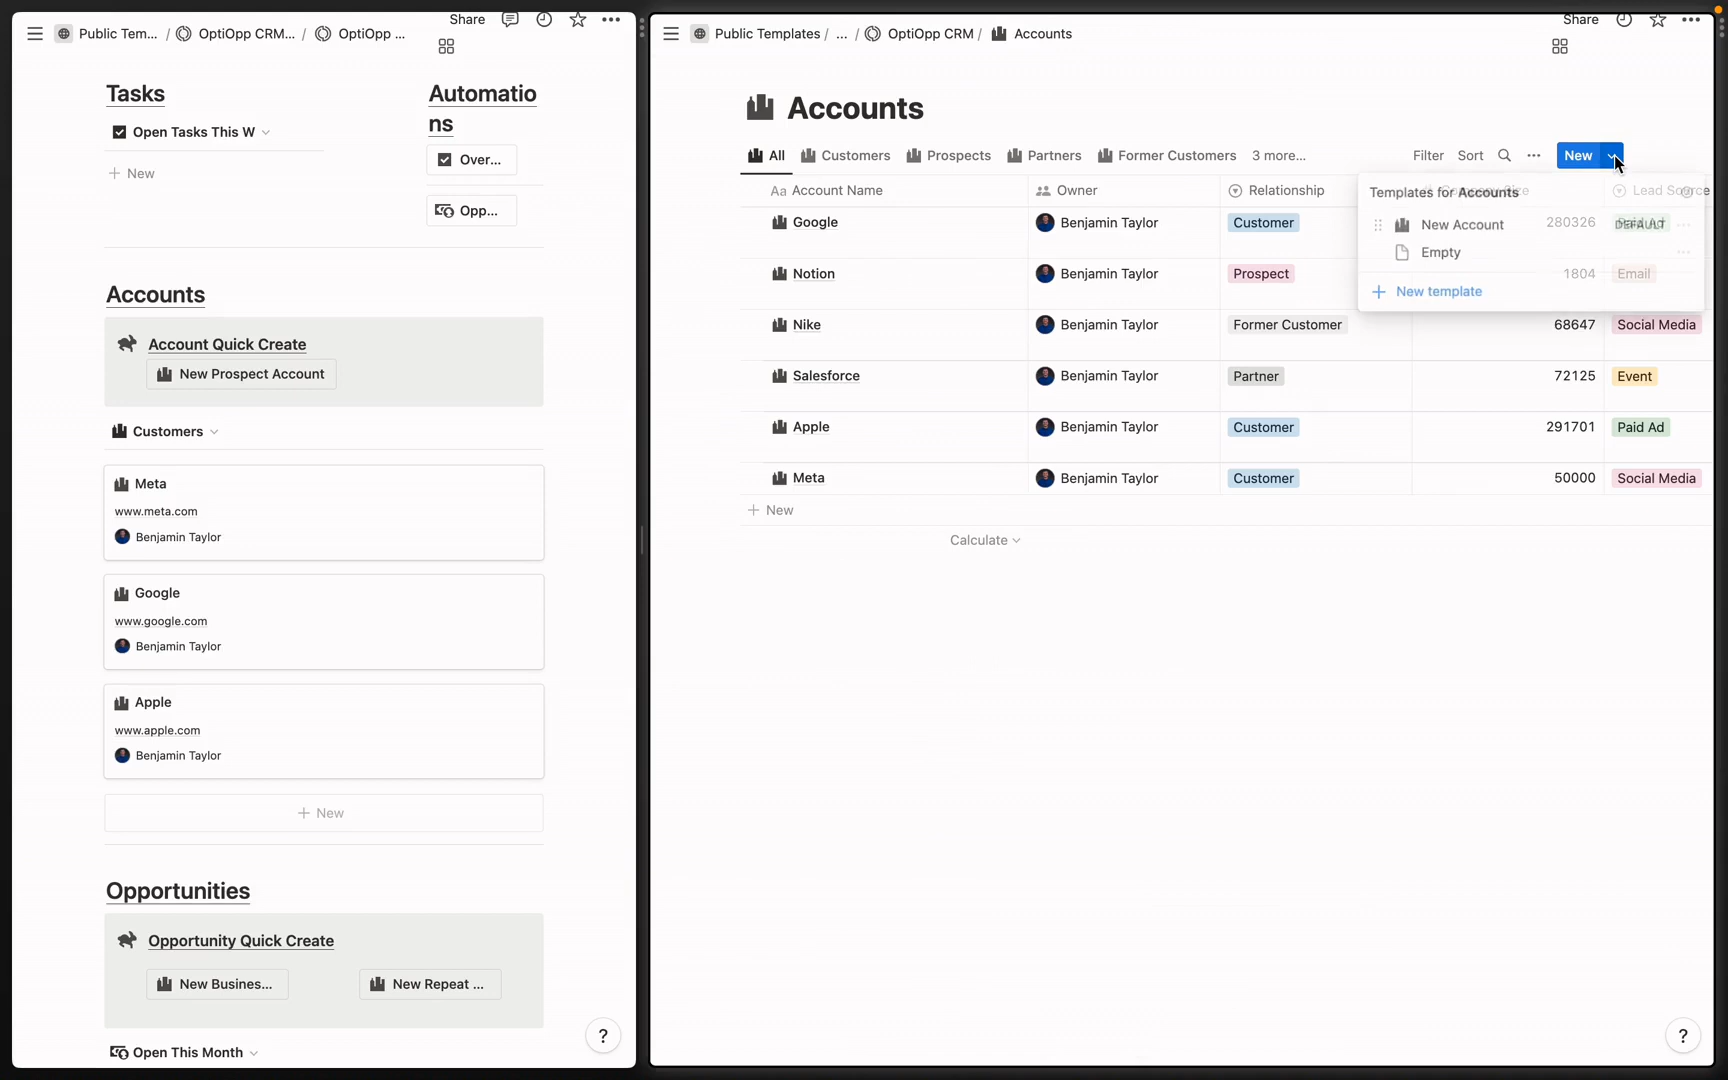 Share
Public Tem... / OptiOpp CRM... / OptiOpp ...
Tasks
Open Tasks This W
+ New
Automatio
ns
Over...
Opp...
Accounts
Account Quick Create
New Prospect Account
Customers
Meta
www.meta.com
Benjamin Taylor
Google
www.google.com
Benjamin Taylor
Apple
www.apple.com
Benjamin Taylor
+ New
Opportunities
Opportunity Quick Create
New Busines... New Repeat ...
Open This Month
?
Share
Public Templates / ... / OptiOpp CRM / Accounts
Accounts
All Customers Prospects Partners Former Customers 3 more... Filter Sort New
Aa Account Name Owner Relationship Lead Source
Google Benjamin Taylor Customer 280326 Paid Ad
Notion Benjamin Taylor Prospect 1804 Email
Nike Benjamin Taylor Former Customer 68647 Social Media
Salesforce Benjamin Taylor Partner 72125 Event
Apple Benjamin Taylor Customer 291701 Paid Ad
Meta Benjamin Taylor Customer 50000 Social Media
+ New
Calculate
Templates for Accounts
New Account DEFAULT
Empty
+ New template
?